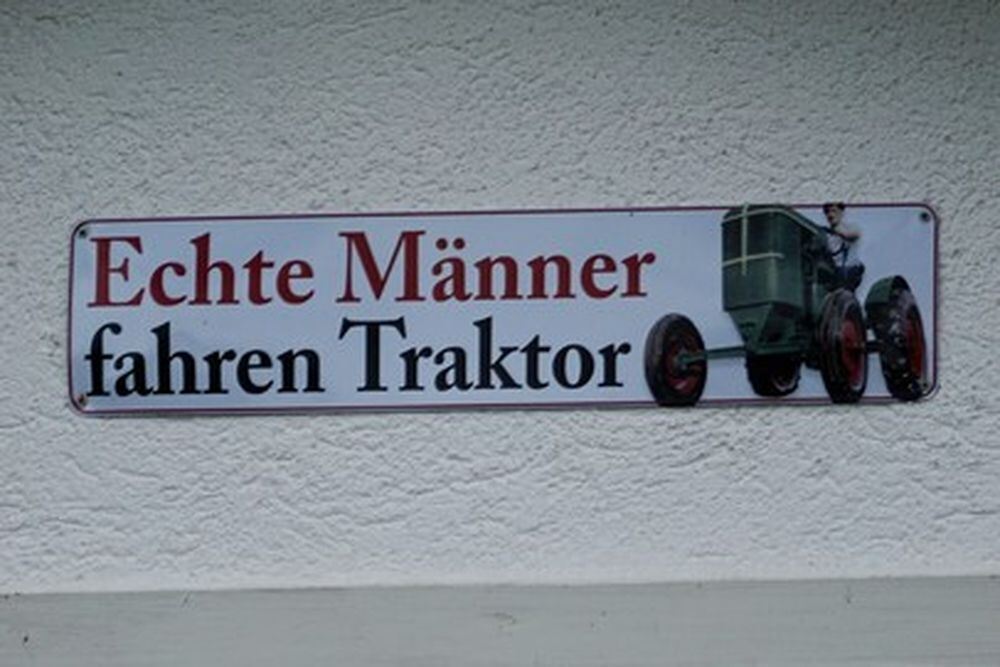 Echte Männer
fahren Traktor